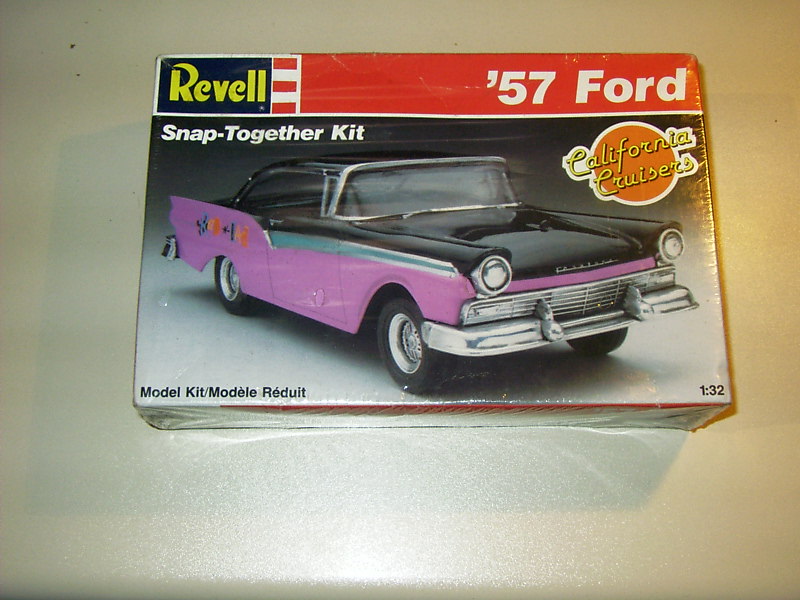 Revell
'57 Ford
Snap-Together Kit
California
Cruisers
Model Kit/Modèle Réduit
1:32